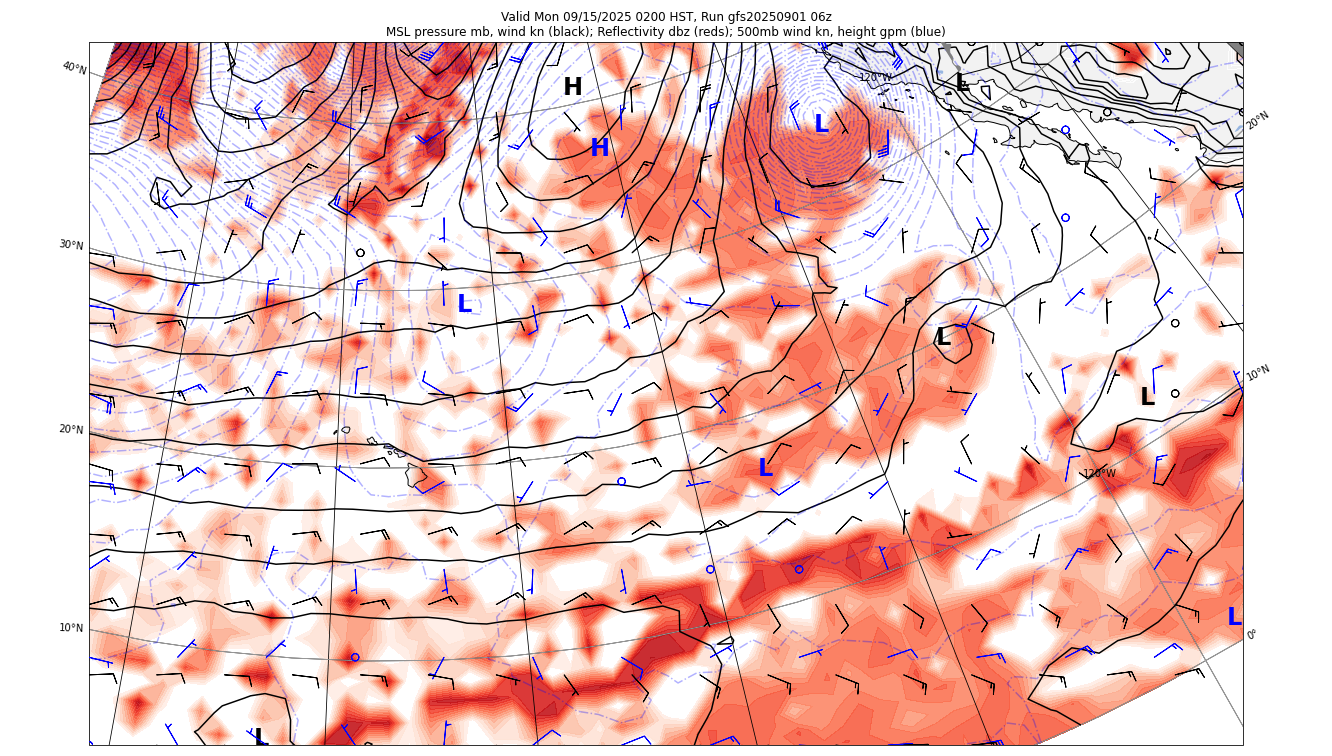 Valid Mon 09/15/2025 0200 HST, Run gfs20250901 06z
MSL pressure mb, wind kn (black); Reflectivity dbz (reds); 500mb wind kn, height gpm (blue)
40°N
120°W
L
H
L
20°N
H
30°N
L
L
10°N
L
20°N
L
120°W
10°N
L
0°
L